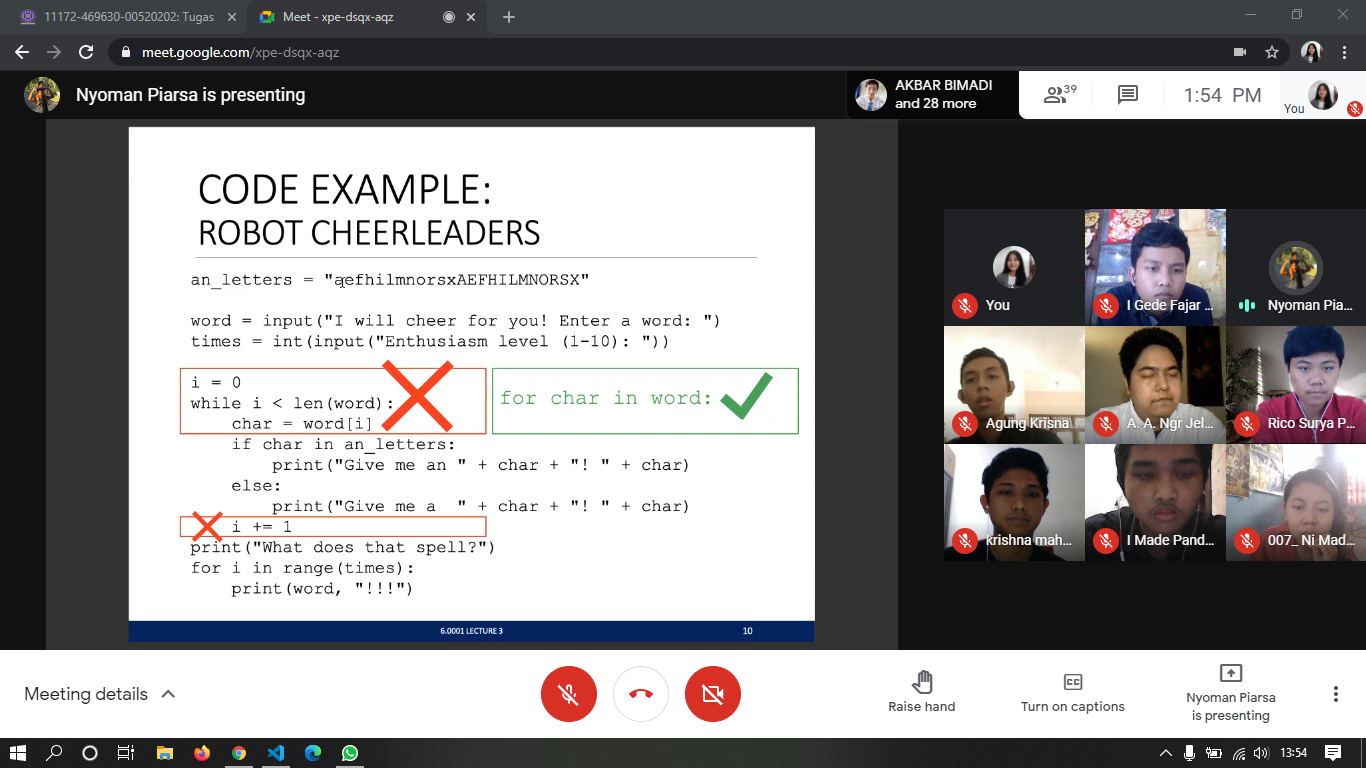 11172-469630-00520202: Tugas
Meet - xpe-dsqx-aqz
meet.google.com/xpe-dsqx-aqz
Nyoman Piarsa is presenting
AKBAR BIMADI
and 28 more
39
1:54 PM
You
CODE EXAMPLE:
ROBOT CHEERLEADERS
an_letters = "aefhilmnorsxAEFHILMNORSX"
word = input("I will cheer for you! Enter a word: ")
times = int(input("Enthusiasm level (1-10): "))
i = 0
while i < len(word):
char = word[i]
for char in word:
if char in an_letters:
print("Give me an " + char + "! " + char)
else:
print("Give me a  " + char + "! " + char)
i += 1
print("What does that spell?")
for i in range(times):
print(word, "!!!")
6.0001 LECTURE 3
10
You
I Gede Fajar ...
Nyoman Pia...
Agung Krisna
A. A. Ngr Jel...
Rico Surya P...
krishna mah...
I Made Pand...
007_ Ni Mad...
Meeting details
Raise hand
CC
Turn on captions
Nyoman Piarsa
is presenting
13:54